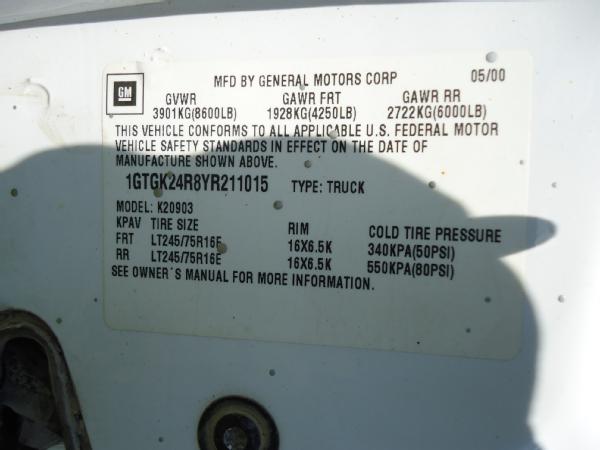 GM
MFD BY GENERAL MOTORS CORP 05/00
GVWR GAWR FRT GAWR RR
3901KG(8600LB) 1928KG(4250LB) 2722KG(6000LB)
THIS VEHICLE CONFORMS TO ALL APPLICABLE U.S. FEDERAL MOTOR
VEHICLE SAFETY STANDARDS IN EFFECT ON THE DATE OF
MANUFACTURE SHOWN ABOVE.
1GTGK24R8YR211015 TYPE: TRUCK
MODEL: K20903
KPAV TIRE SIZE RIM COLD TIRE PRESSURE
FRT LT245/75R16E 16X6.5K 340KPA(50PSI)
RR LT245/75R16E 16X6.5K 550KPA(80PSI)
SEE OWNER'S MANUAL FOR MORE INFORMATION.